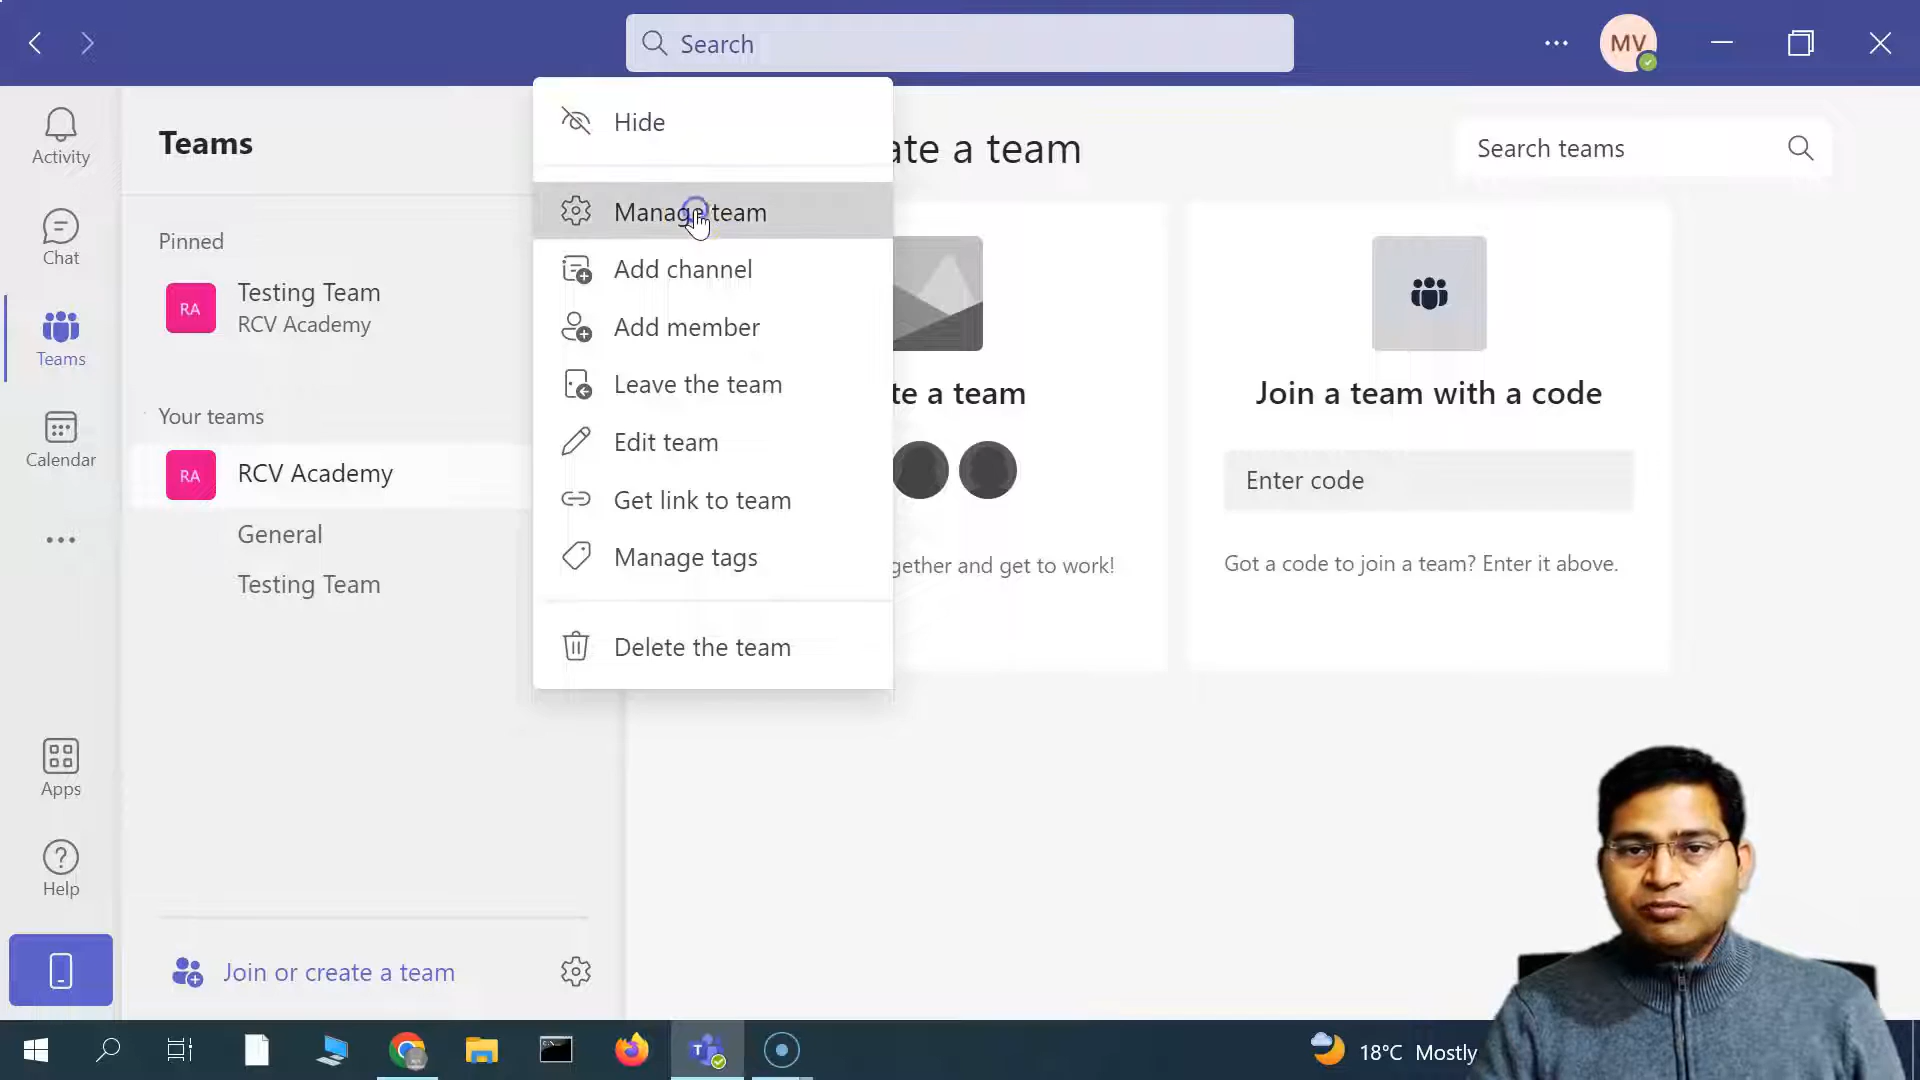 Search
MV
Activity
Chat
Teams
Calendar
Apps
Help
Teams
Pinned
RA
Testing Team
RCV Academy
Your teams
RA
RCV Academy
General
Testing Team
Join or create a team
Hide
Manage team
Add channel
Add member
Leave the team
Edit team
Get link to team
Manage tags
Delete the team
ate a team
Search teams
te a team
gether and get to work!
Join a team with a code
Enter code
Got a code to join a team? Enter it above.
18°C Mostly